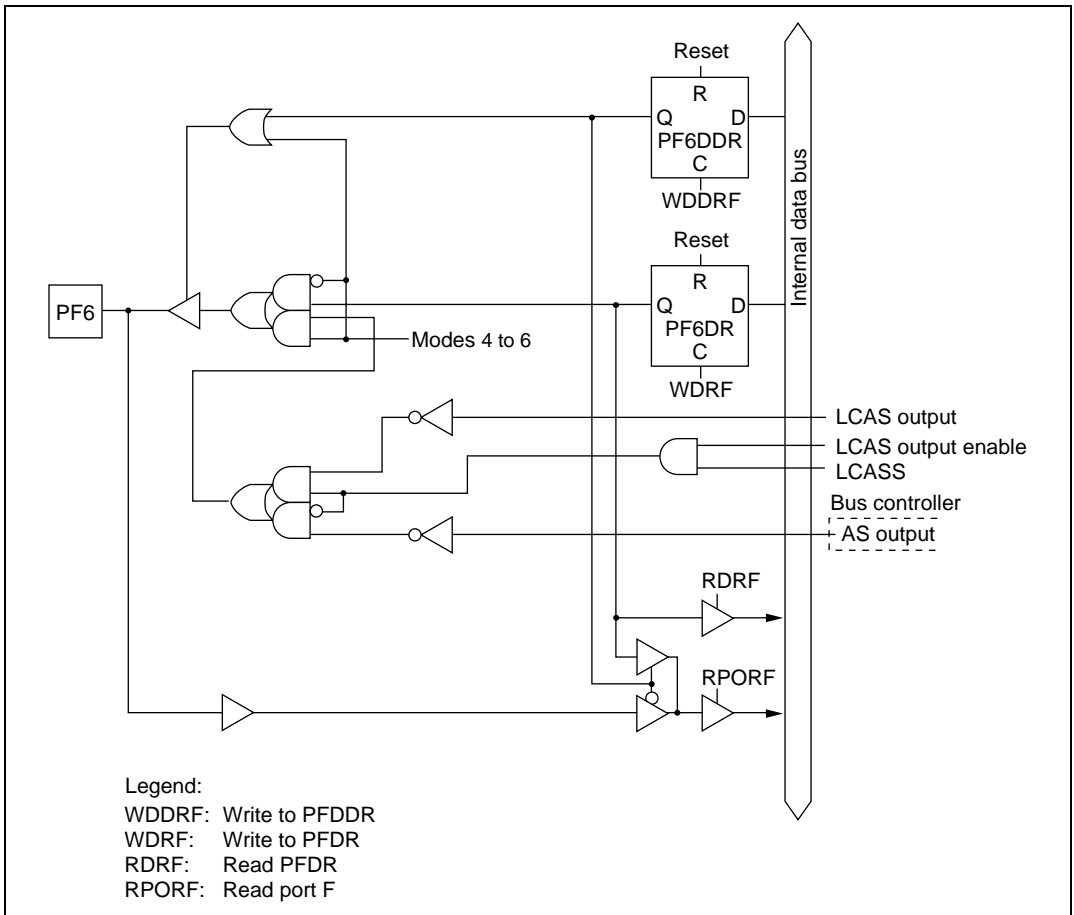 Reset
R
Q D
PF6DDR
C
WDDRF
Reset
R
Q D
PF6DR
C
WDRF
Internal data bus
PF6
Modes 4 to 6
LCAS output
LCAS output enable
LCASS
Bus controller
AS output
RDRF
RPORF
Legend:
WDDRF: Write to PFDDR
WDRF: Write to PFDR
RDRF: Read PFDR
RPORF: Read port F